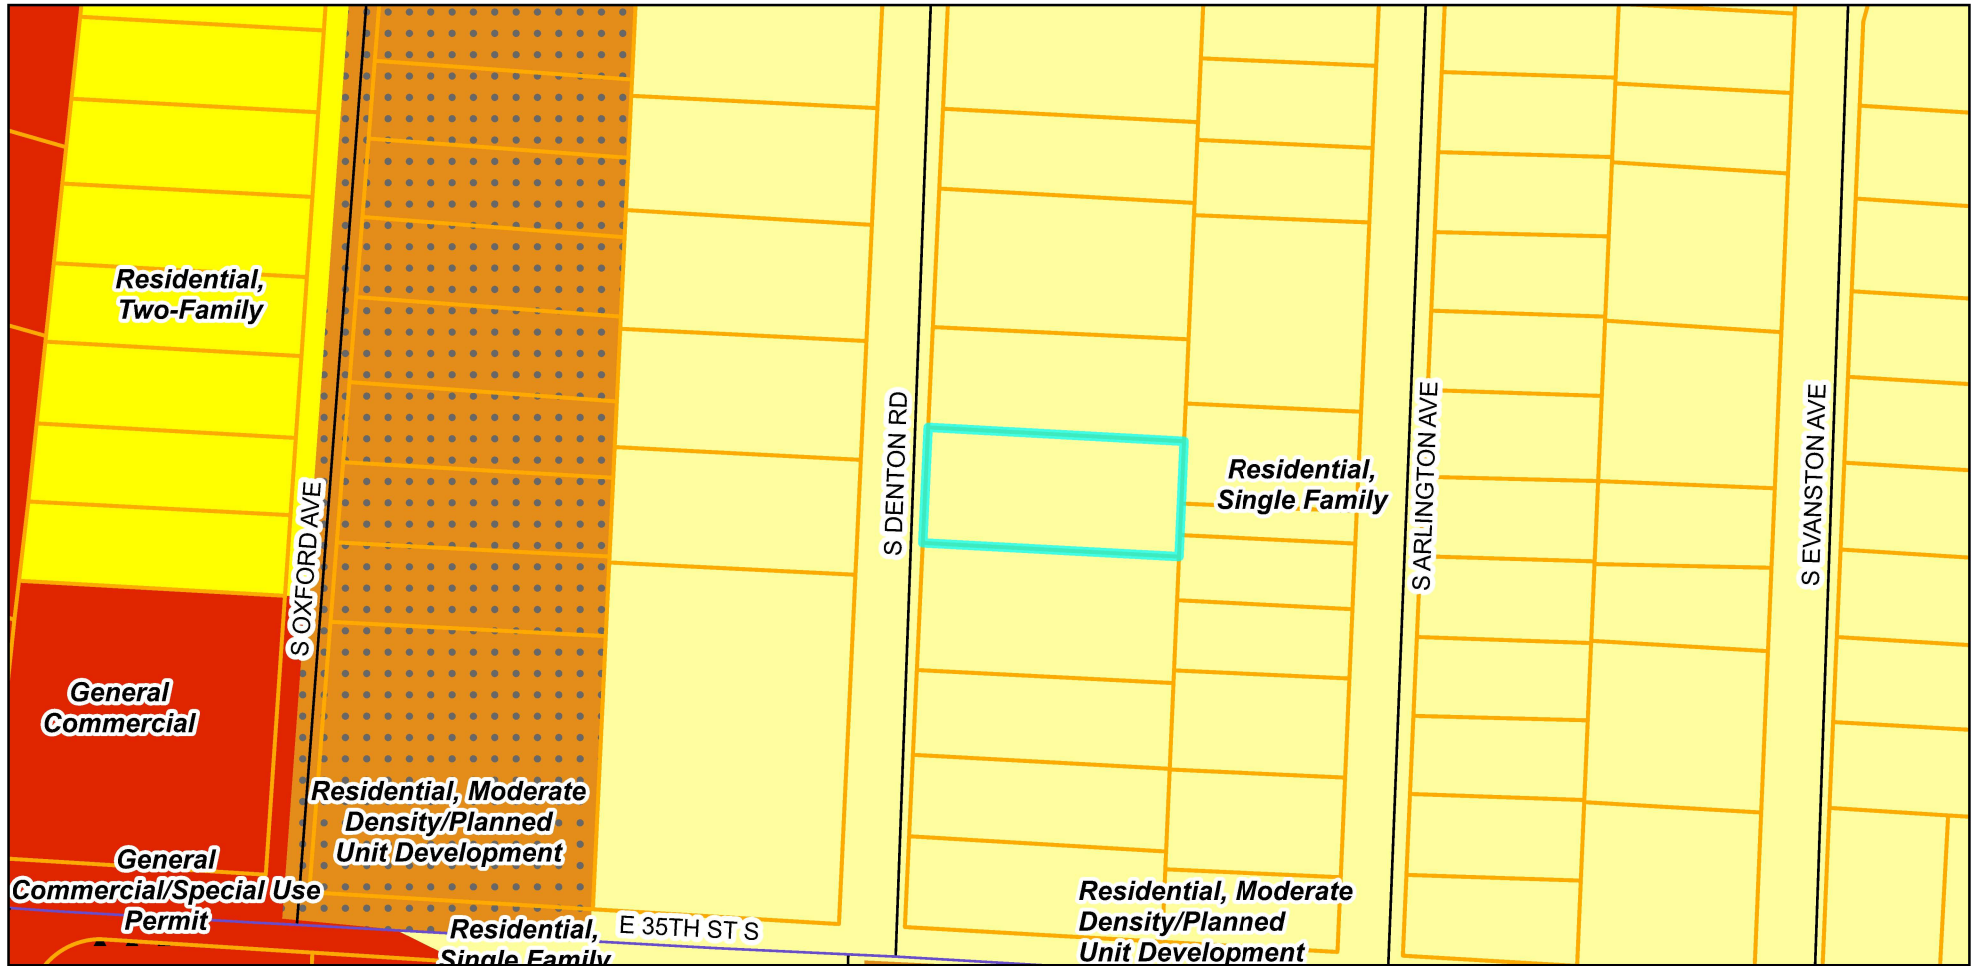 Residential,
Two-Family
S OXFORD AVE
General
Commercial
General
Commercial/Special Use
Permit
Residential, Moderate
Density/Planned
Unit Development
Residential,
Single Family
E 35TH ST S
S DENTON RD
Residential,
Single Family
S ARLINGTON AVE
S EVANSTON AVE
Residential, Moderate
Density/Planned
Unit Development